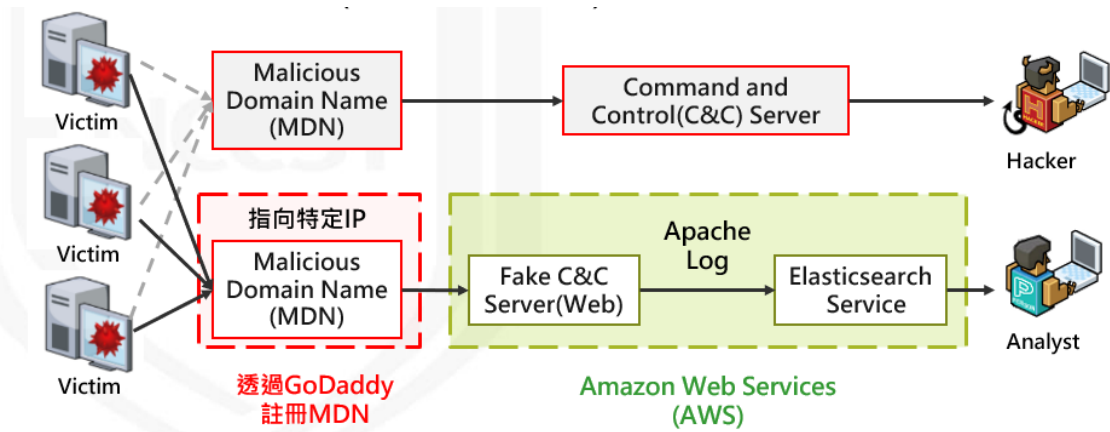 Victim
Victim
Victim
Malicious
Domain Name
(MDN)
Command and
Control(C&C) Server
Hacker
指向特定IP
Malicious
Domain Name
(MDN)
透過GoDaddy
註冊MDN
Fake C&C
Server(Web)
Apache
Log
Elasticsearch
Service
Amazon Web Services
(AWS)
Analyst